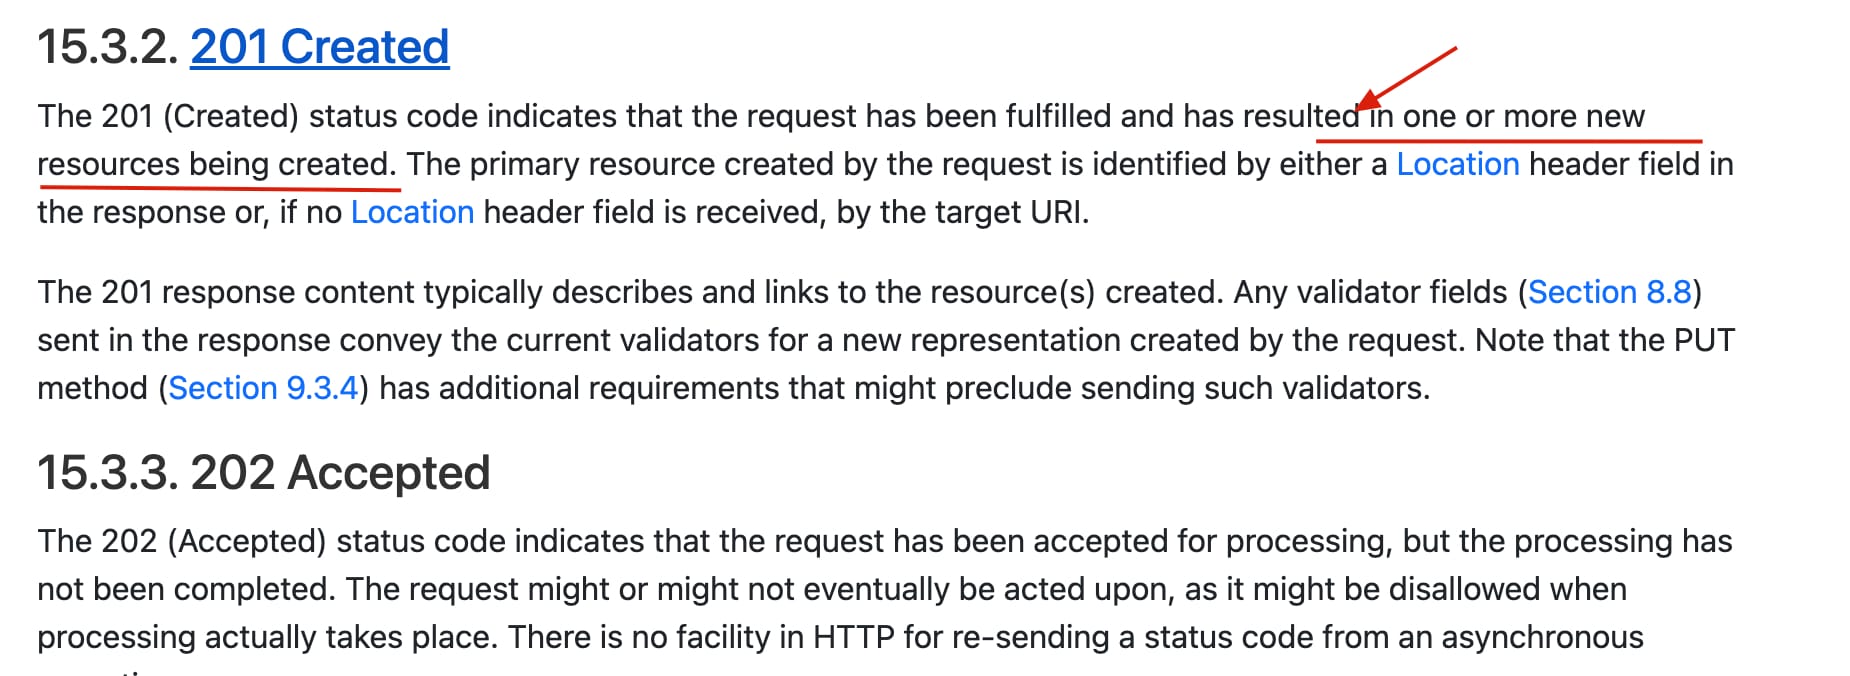 15.3.2. 201 Created
The 201 (Created) status code indicates that the request has been fulfilled and has resulted in one or more new
resources being created. The primary resource created by the request is identified by either a Location header field in
the response or, if no Location header field is received, by the target URI.
The 201 response content typically describes and links to the resource(s) created. Any validator fields (Section 8.8)
sent in the response convey the current validators for a new representation created by the request. Note that the PUT
method (Section 9.3.4) has additional requirements that might preclude sending such validators.
15.3.3. 202 Accepted
The 202 (Accepted) status code indicates that the request has been accepted for processing, but the processing has
not been completed. The request might or might not eventually be acted upon, as it might be disallowed when
processing actually takes place. There is no facility in HTTP for re-sending a status code from an asynchronous